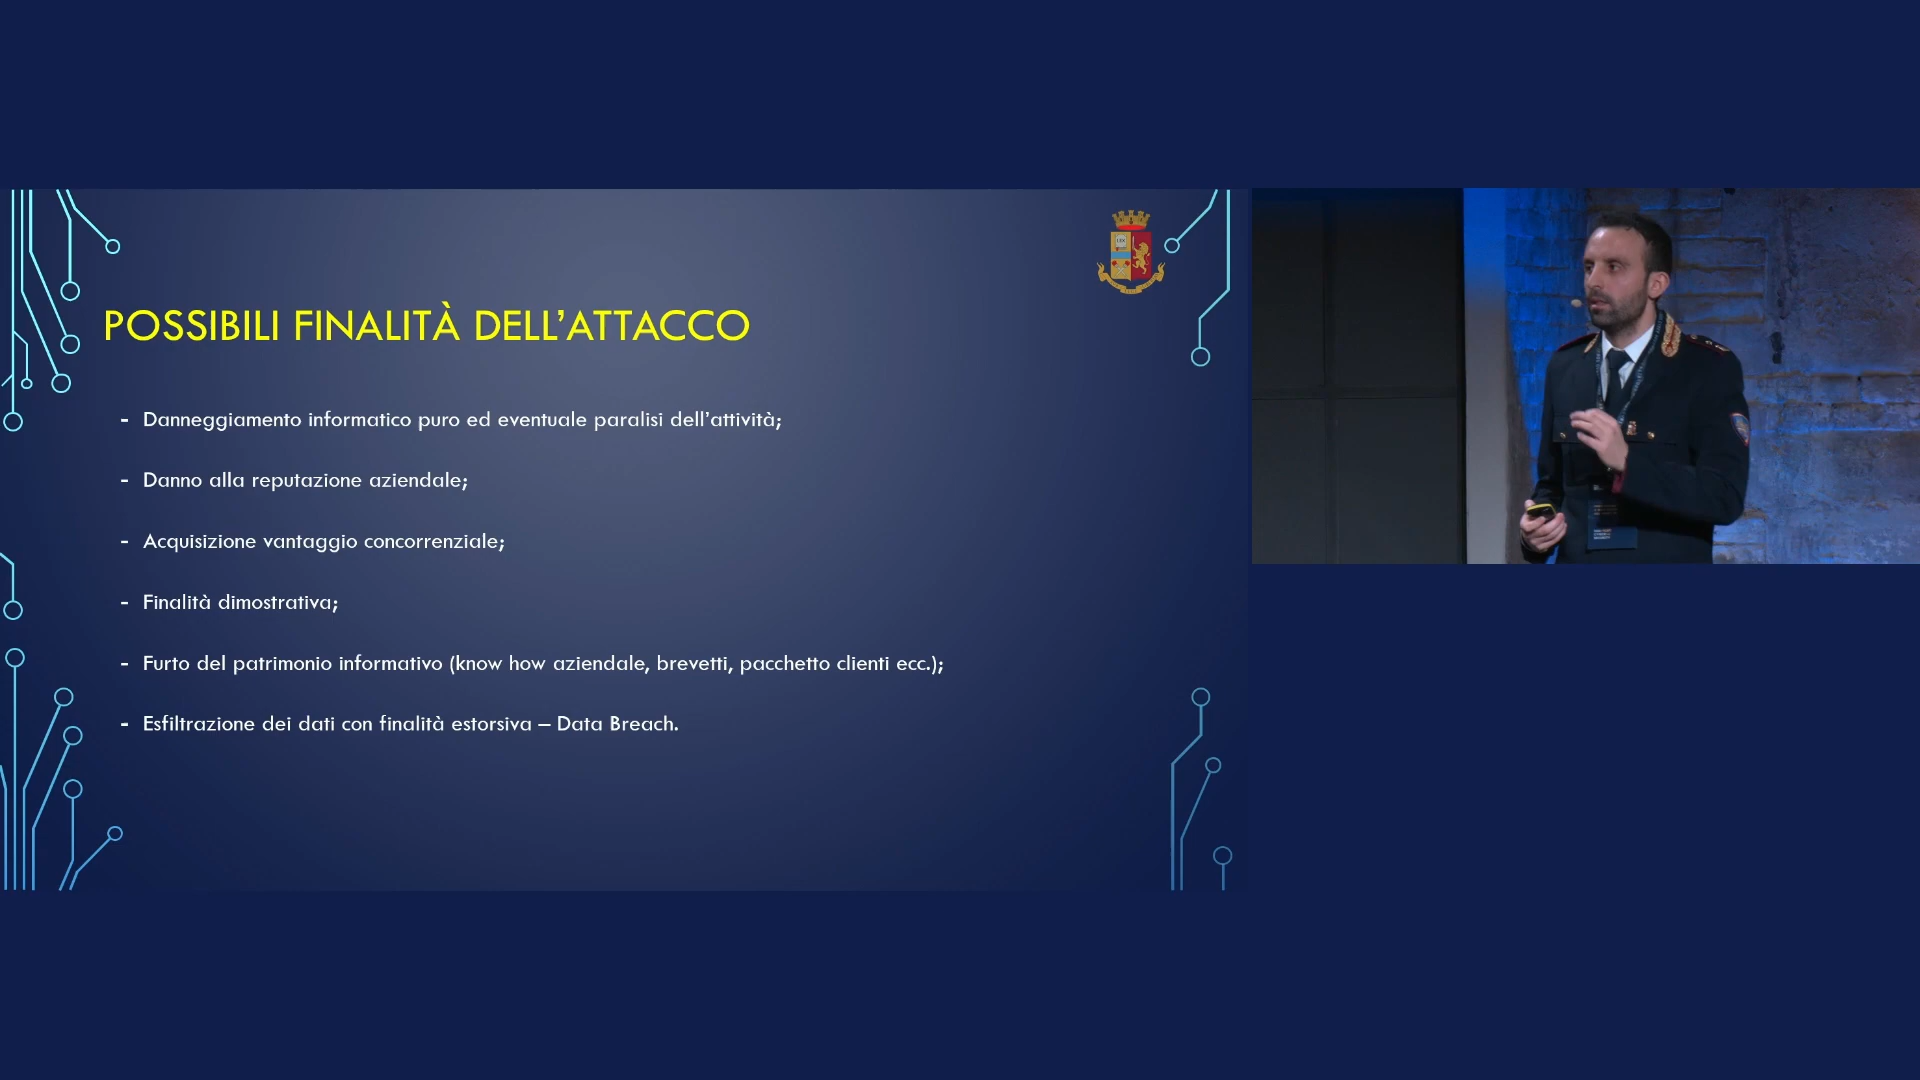 POSSIBILI FINALITÀ DELL’ATTACCO
- Danneggiamento informatico puro ed eventuale paralisi dell’attività;
- Danno alla reputazione aziendale;
- Acquisizione vantaggio concorrenziale;
- Finalità dimostrativa;
- Furto del patrimonio informativo (know how aziendale, brevetti, pacchetto clienti ecc.);
- Esfiltrazione dei dati con finalità estorsiva – Data Breach.